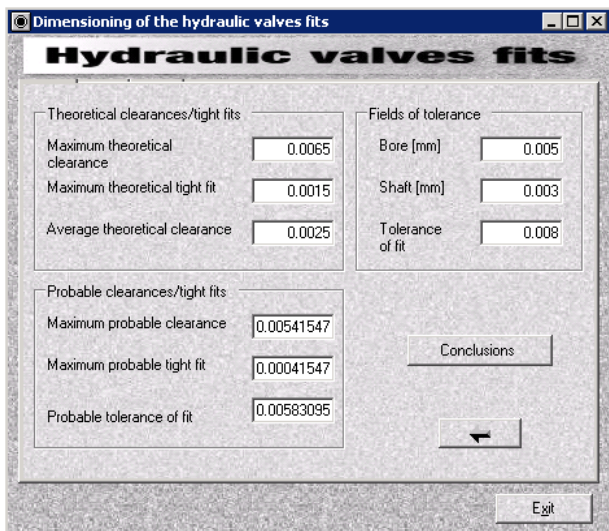 Dimensioning of the hydraulic valves fits
Hydraulic valves fits
Theoretical clearances/tight fits
Maximum theoretical
clearance
0.0065
Maximum theoretical tight fit
0.0015
Average theoretical clearance
0.0025
Fields of tolerance
Bore [mm]
0.005
Shaft [mm]
0.003
Tolerance
of fit
0.008
Probable clearances/tight fits
Maximum probable clearance
0.00541547
Maximum probable tight fit
0.00041547
Probable tolerance of fit
0.00583095
Conclusions
Exit